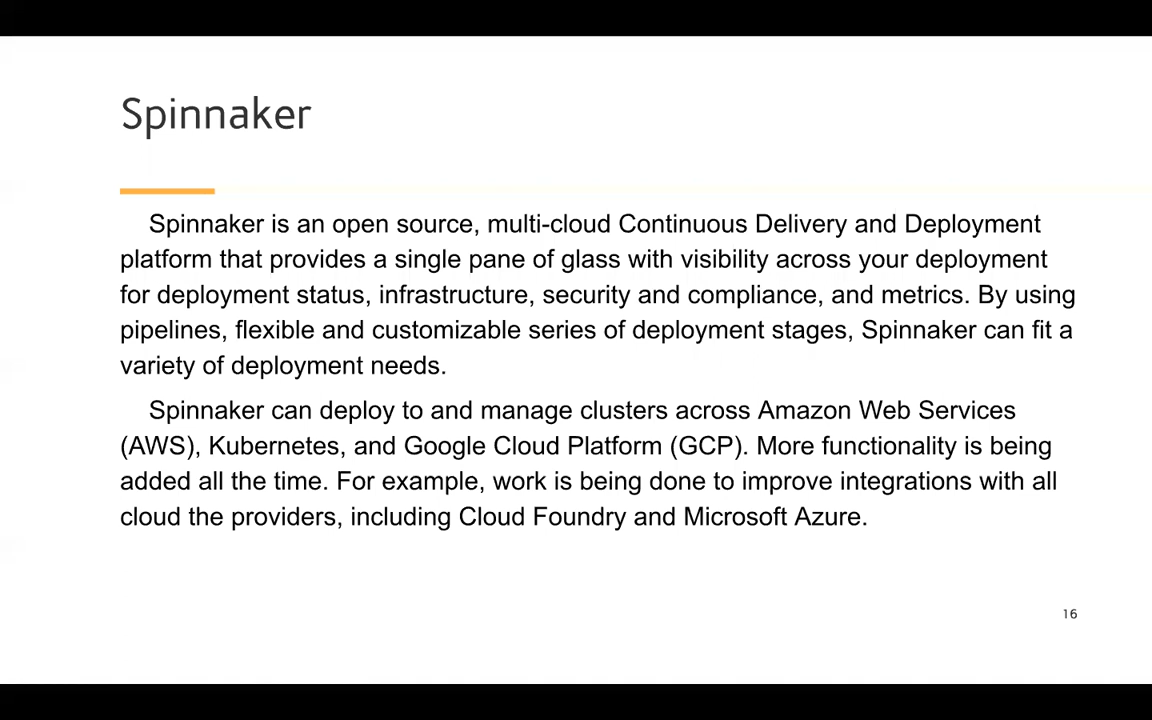 Spinnaker
Spinnaker is an open source, multi-cloud Continuous Delivery and Deployment
platform that provides a single pane of glass with visibility across your deployment
for deployment status, infrastructure, security and compliance, and metrics. By using
pipelines, flexible and customizable series of deployment stages, Spinnaker can fit a
variety of deployment needs.
Spinnaker can deploy to and manage clusters across Amazon Web Services
(AWS), Kubernetes, and Google Cloud Platform (GCP). More functionality is being
added all the time. For example, work is being done to improve integrations with all
cloud the providers, including Cloud Foundry and Microsoft Azure.
16